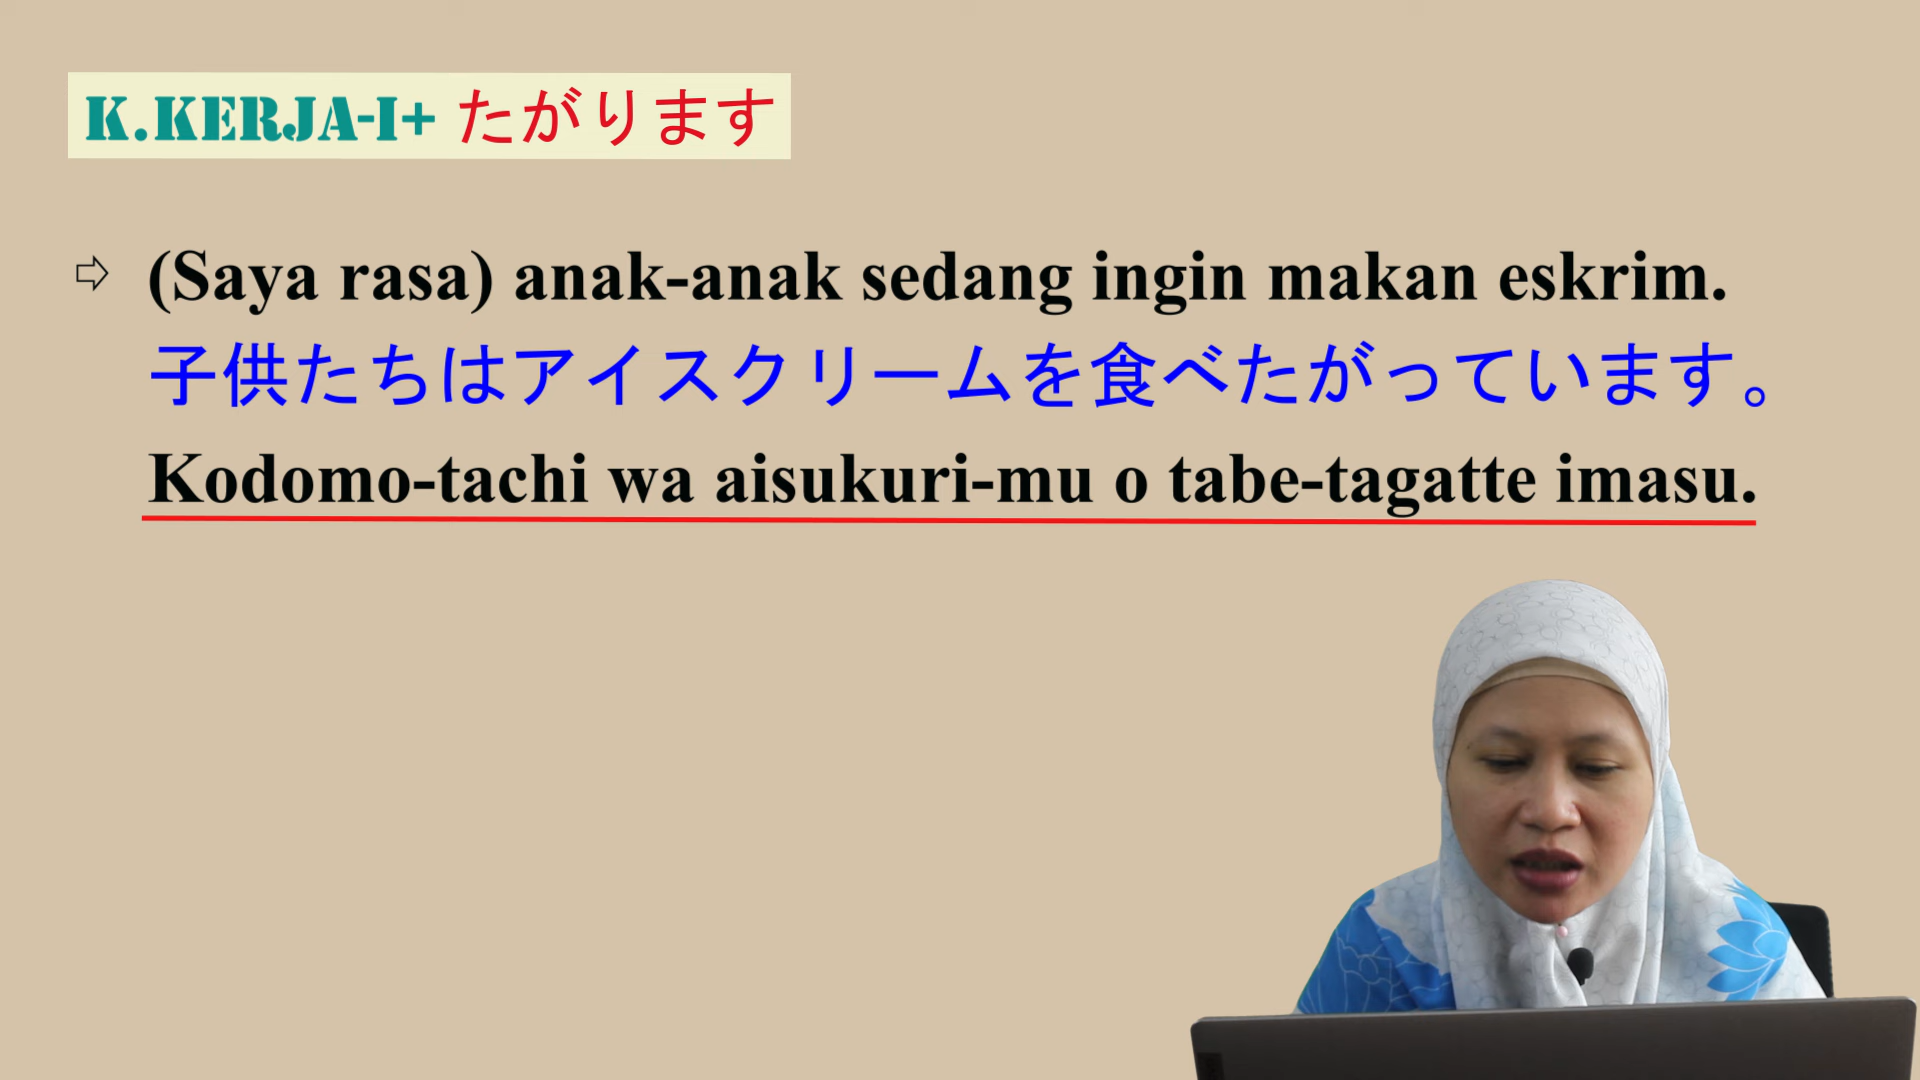 K.KERJA-I+ たがります
⇨ (Saya rasa) anak-anak sedang ingin makan eskrim.
子供たちはアイスクリームを食べたがっています。
Kodomo-tachi wa aisukuri-mu o tabe-tagatte imasu.